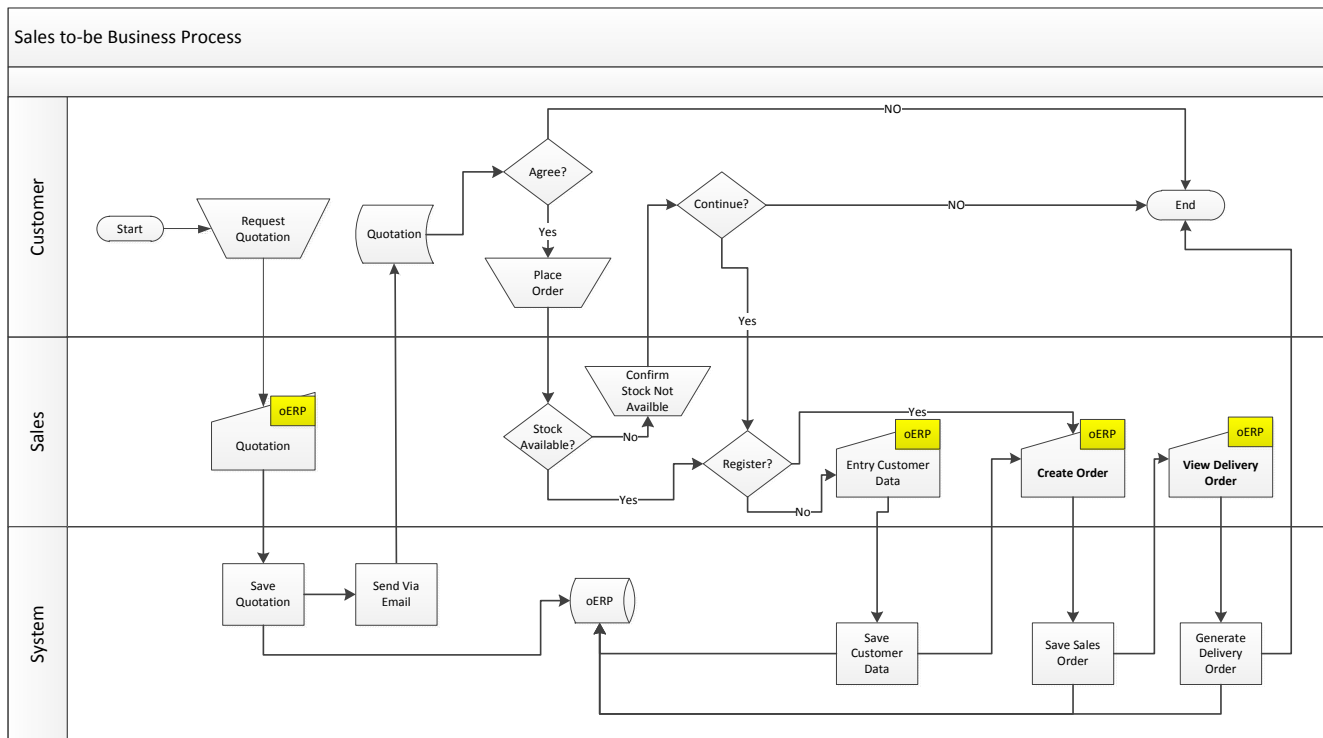 Sales to-be Business Process
Customer
Start
Request
Quotation
Quotation
Agree?
NO
Yes
Place
Order
Continue?
NO
Yes
End
Sales
oERP
Quotation
Stock
Available?
No
Yes
Confirm
Stock Not
Availble
Register?
Yes
No
oERP
Entry Customer
Data
oERP
Create Order
oERP
View Delivery
Order
System
Save
Quotation
Send Via
Email
oERP
Save
Customer
Data
Save Sales
Order
Generate
Delivery
Order